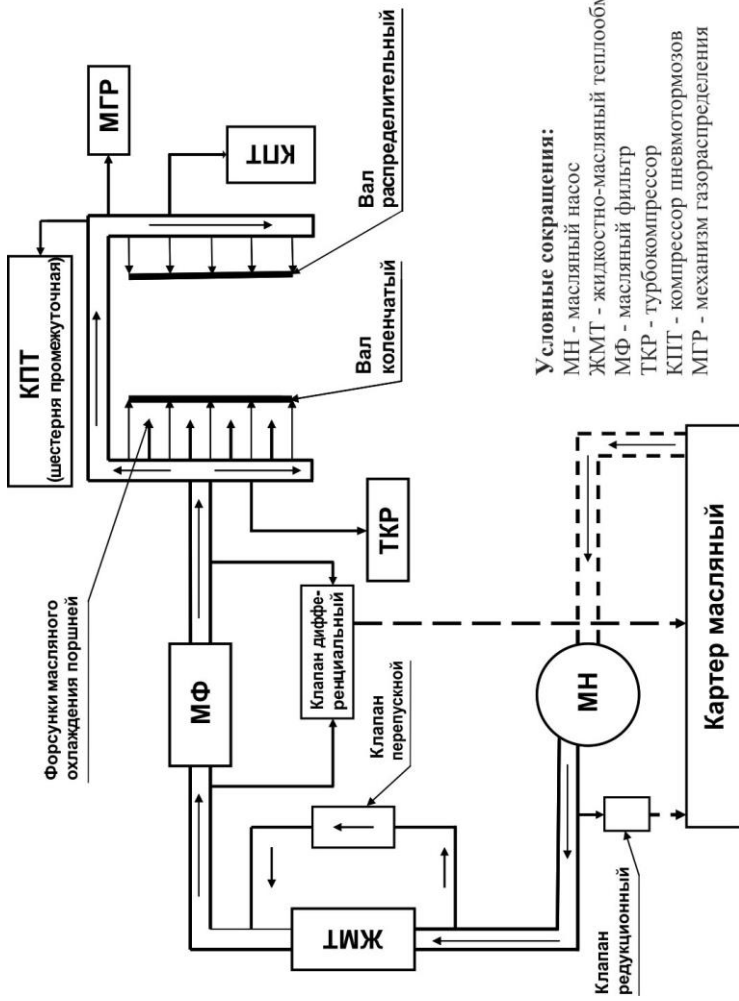 КПТ
(шестерня промежуточная)
МГР
КПТ
Форсунки масляного
охлаждения поршней
Вал
коленчатый
Вал
распределительный
МФ
ТКР
Клапан диффе-
ренциальный
Клапан
перепускной
ЖМТ
МН
Клапан
редукционный
Картер масляный
Условные сокращения:
МН - масляный насос
ЖМТ - жидкостно-масляный теплообм
МФ - масляный фильтр
ТКР - турбокомпрессор
КПТ - компрессор пневмотормозов
МГР - механизм газораспределения